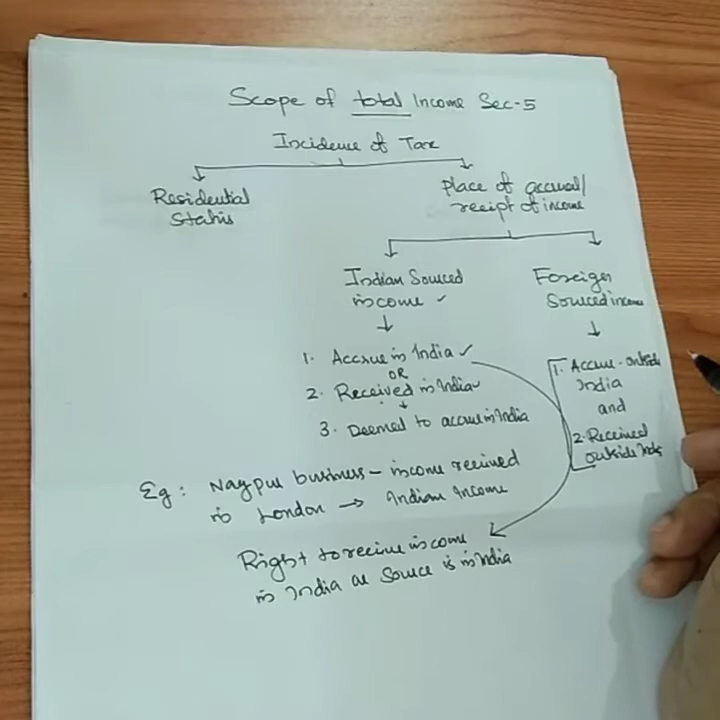 Scope of total Income Sec-5
Incidence of Tax
Residential
Status
Place of accrual/
receipt of income
Indian Sourced
income ✓
Foreign
Sourced income
1. Accrue in India ✓
OR
2. Received in India ✓
3. Deemed to accrue in India
1. Accrue - outside
India
and
2. Received
outside India
Eg: Nagpur business - income received
in London → Indian Income
Right to receive income
in India or Source is in India